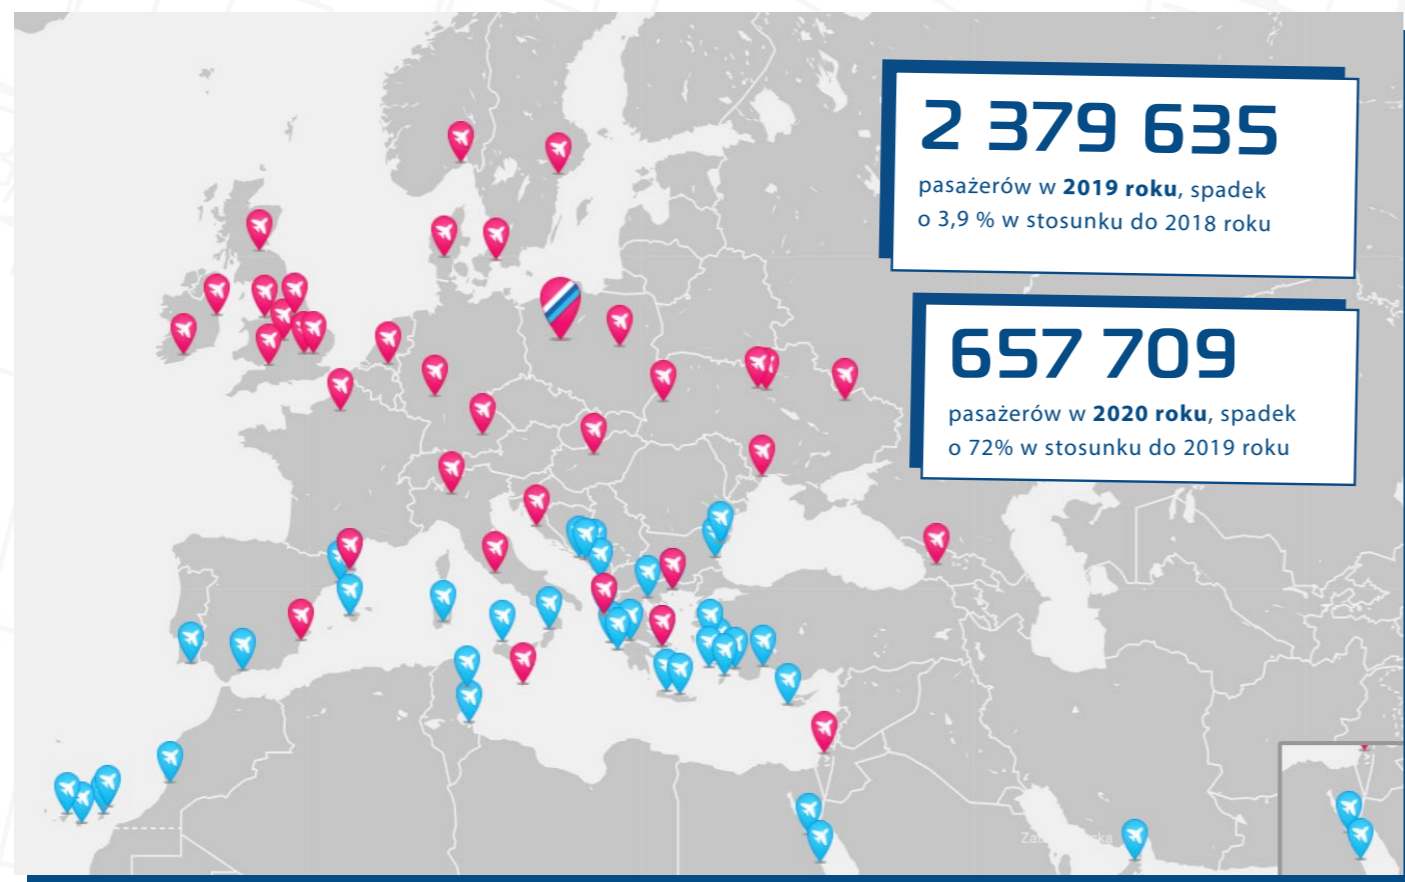 2 379 635
pasażerów w 2019 roku, spadek
o 3,9 % w stosunku do 2018 roku
657 709
pasażerów w 2020 roku, spadek
o 72% w stosunku do 2019 roku